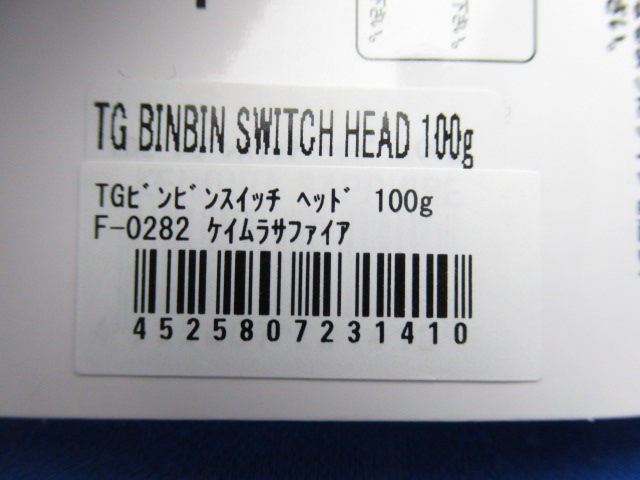 TG BINBIN SWITCH HEAD 100g
TGﾋﾞﾝﾋﾞﾝｽｲｯﾁ ﾍｯﾄﾞ 100g
F-0282 ｹｲﾑﾗｻﾌｧｲｱ
4525807231410